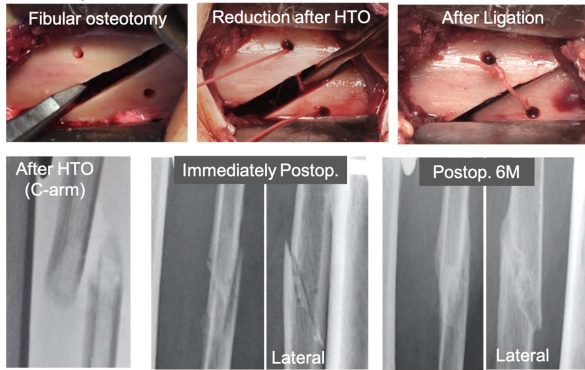 Fibular osteotomy
Reduction after HTO
After Ligation
After HTO
(C-arm)
Immediately Postop.
Lateral
Postop. 6M
Lateral